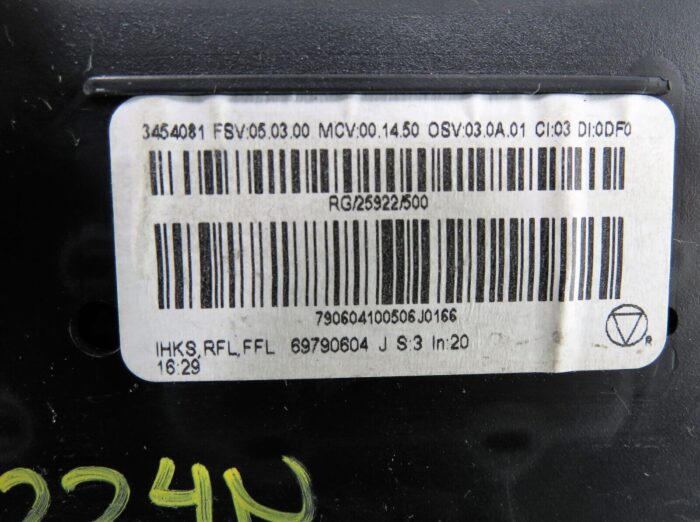 3454081 FSV:05.03.00 MCV:00.14.50 OSV:03.0A.01 CI:03 DI:0DF0
RG/25922/500
790604100506J0166
IHKS,RFL,FFL 69790604 J S:3 In:20
16:29
R
224N